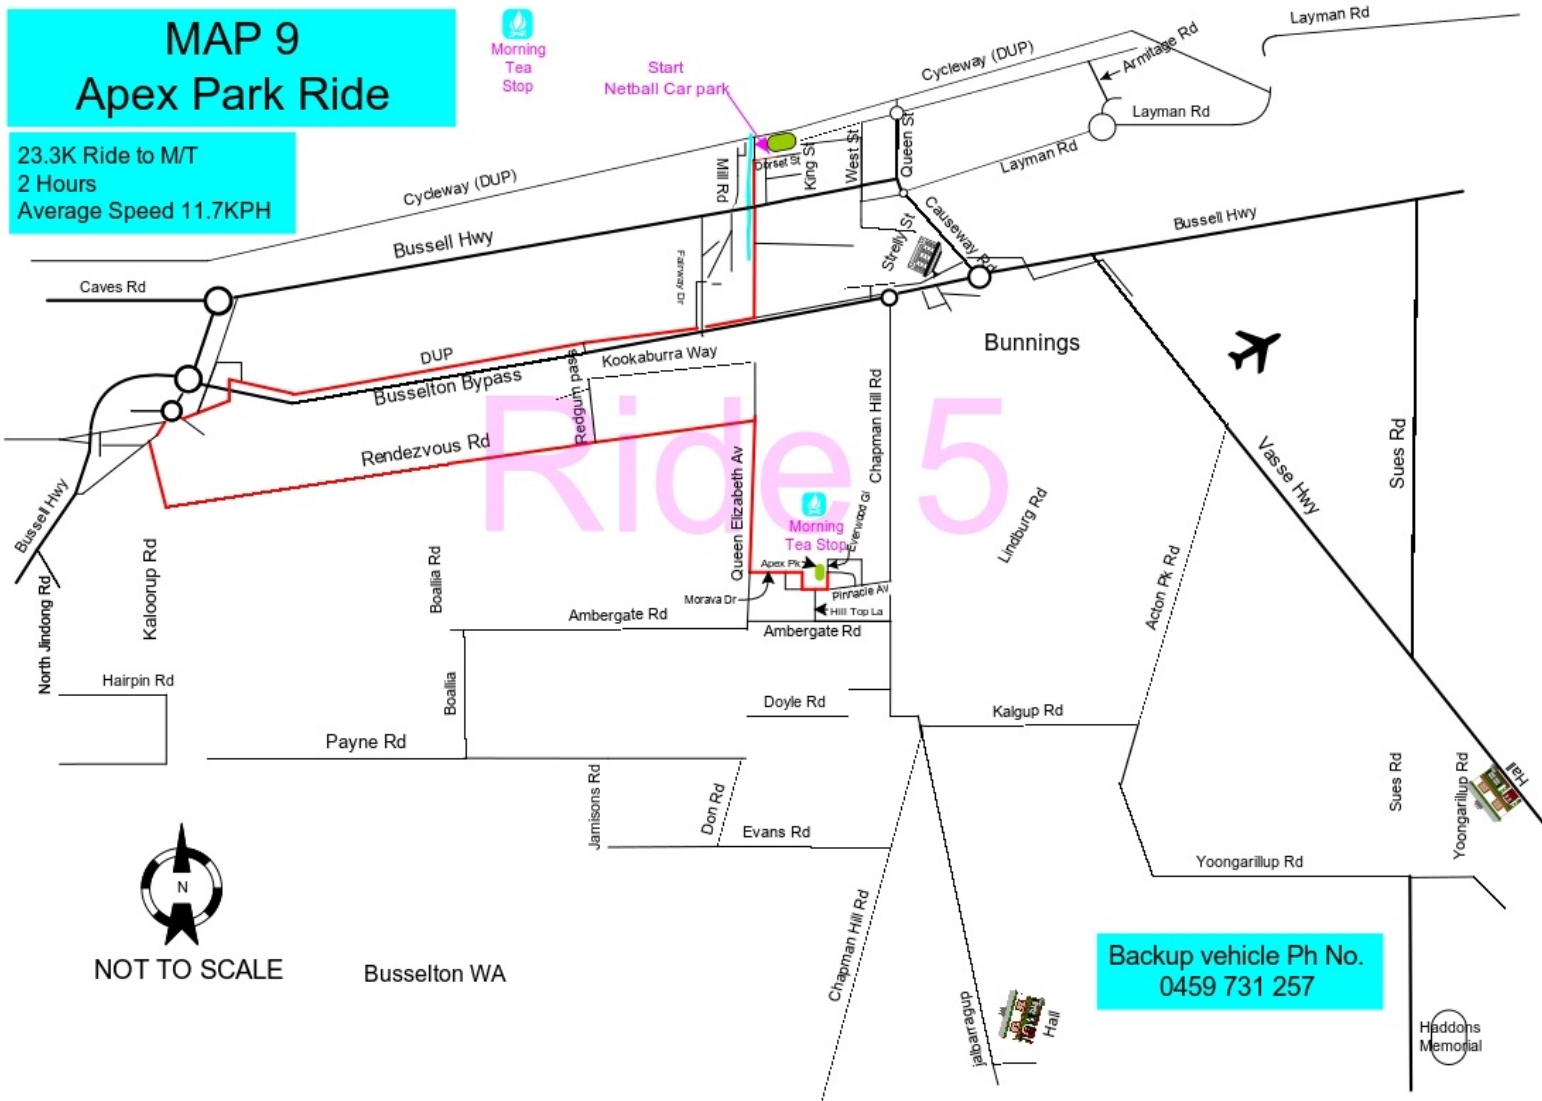 MAP 9
Apex Park Ride
23.3K Ride to M/T
2 Hours
Average Speed 11.7KPH
Morning
Tea
Stop
Start
Netball Car park
Cycleway (DUP)
Layman Rd
Armitage Rd
Layman Rd
Layman Rd
Queen St
West St
King St
Dorset St
Mill Rd
Cycleway (DUP)
Bussell Hwy
Caves Rd
Fairway Dr
Strelly St
Causeway Rd
Bussell Hwy
Bunnings
DUP
Busselton Bypass
Kookaburra Way
Redgum pass
Rendezvous Rd
Ride 5
Queen Elizabeth Av
Chapman Hill Rd
Morning
Tea Stop
Everwood Gr
Apex Pk
Morava Dr
Pinnacle Av
Hill Top La
Ambergate Rd
Ambergate Rd
Lindburg Rd
Acton Pk Rd
Vasse Hwy
Sues Rd
Bussell Hwy
North Jindong Rd
Kaloorup Rd
Boallia Rd
Boallia
Hairpin Rd
Payne Rd
Doyle Rd
Kalgup Rd
Jamisons Rd
Don Rd
Evans Rd
Sues Rd
Yoongarillup Rd
Hall
Yoongarillup Rd
N
NOT TO SCALE
Busselton WA
Chapman Hill Rd
jalbarragup
Hall
Backup vehicle Ph No.
0459 731 257
Haddons
Memorial